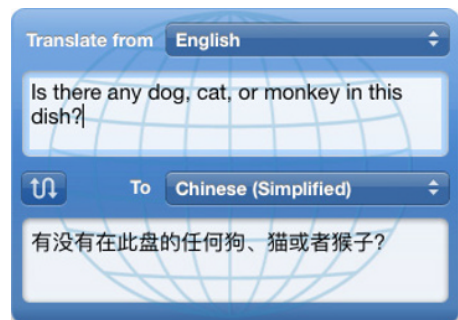 Translate from English
Is there any dog, cat, or monkey in this
dish?
To Chinese (Simplified)
有没有在此盘的任何狗、猫或者猴子?